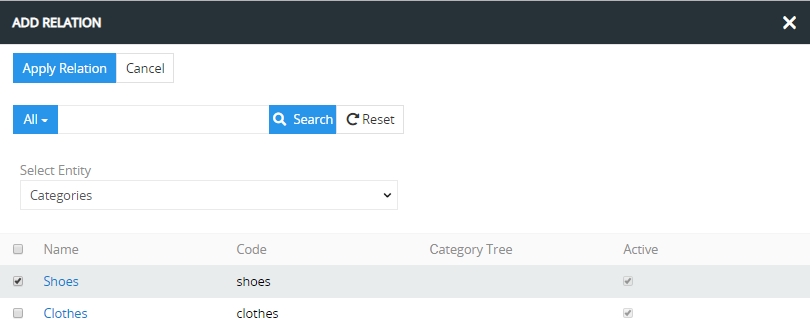 ADD RELATION
Apply Relation Cancel
All Search Reset
Select Entity
Categories
Name Code Category Tree Active
Shoes shoes
Clothes clothes